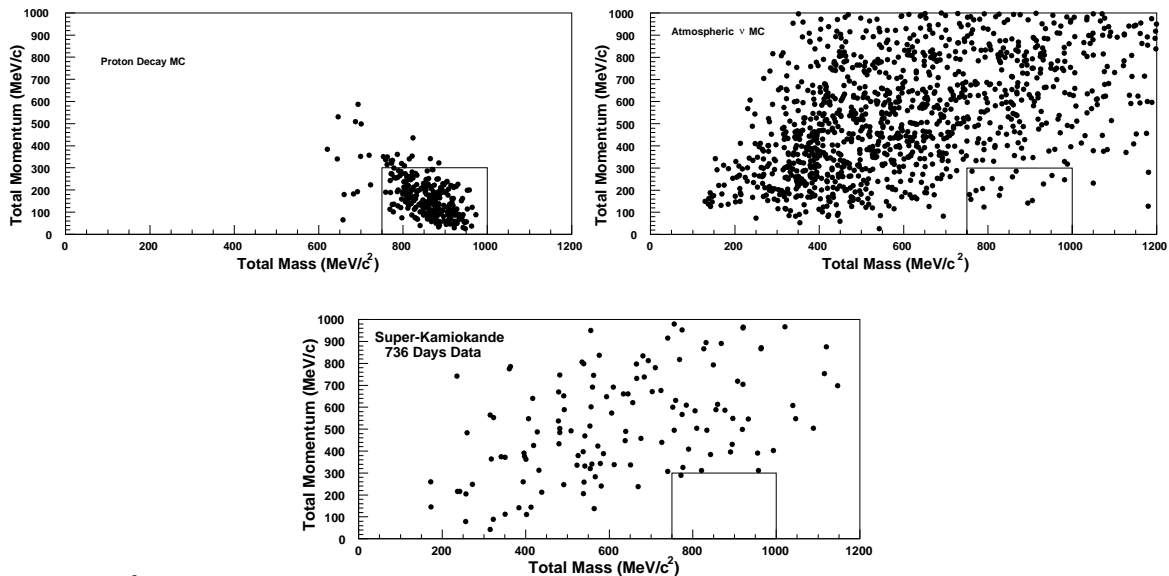 Proton Decay MC
Total Momentum (MeV/c)
1000
900
800
700
600
500
400
300
200
100
0
0 200 400 600 800 1000 1200
Total Mass (MeV/c²)
Atmospheric ν MC
Total Momentum (MeV/c)
1000
900
800
700
600
500
400
300
200
100
0
0 200 400 600 800 1000 1200
Total Mass (MeV/c²)
Super-Kamiokande
736 Days Data
Total Momentum (MeV/c)
1000
900
800
700
600
500
400
300
200
100
0
0 200 400 600 800 1000 1200
Total Mass (MeV/c²)